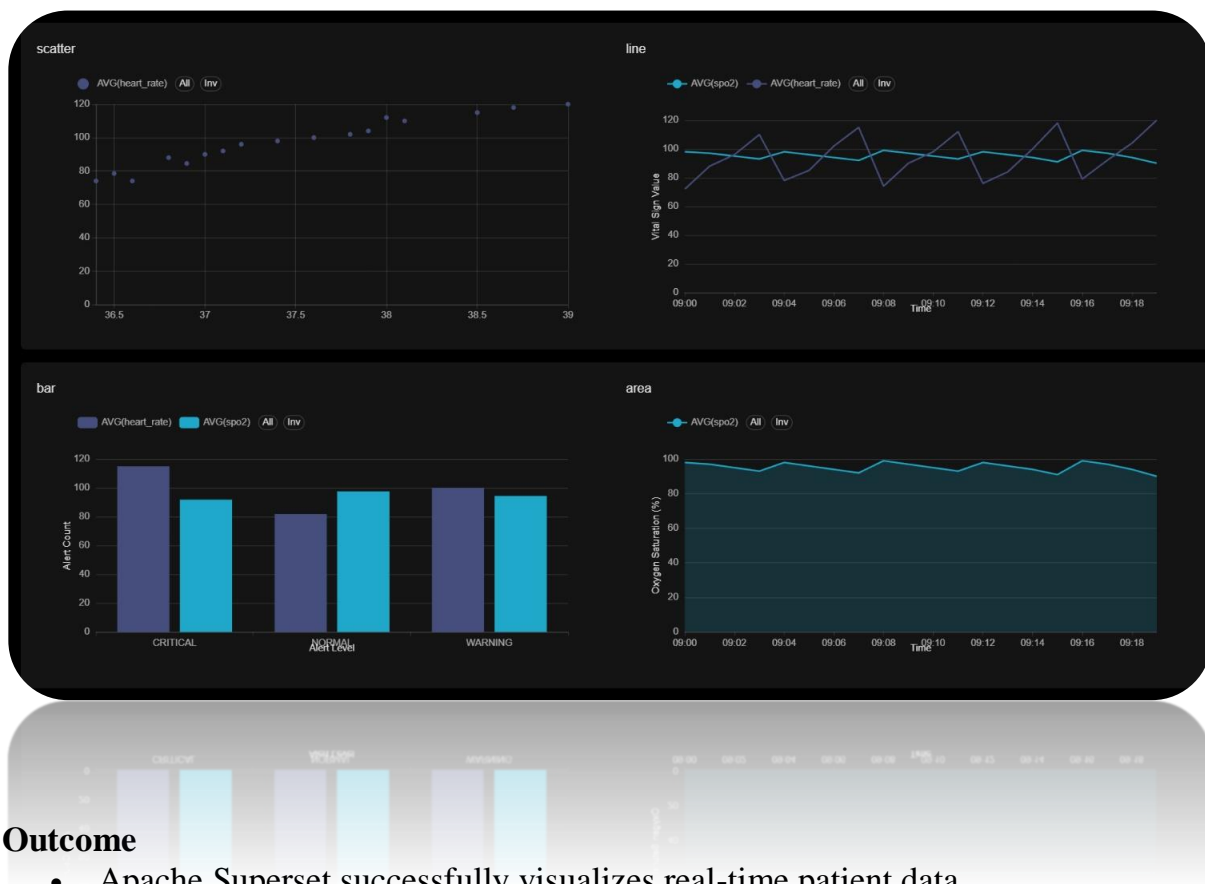 scatter
AVG(heart_rate) All Inv
120
100
80
60
40
20
0
36.5 37 37.5 38 38.5 39
line
AVG(spo2) AVG(heart_rate) All Inv
Vital Sign Value
120
100
80
60
40
20
0
09:00 09:02 09:04 09:06 09:08 09:10 09:12 09:14 09:16 09:18
Time
bar
AVG(heart_rate) AVG(spo2) All Inv
Alert Count
120
100
80
60
40
20
0
CRITICAL NORMAL WARNING
Alert Level
area
AVG(spo2) All Inv
Oxygen Saturation (%)
100
80
60
40
20
0
09:00 09:02 09:04 09:06 09:08 09:10 09:12 09:14 09:16 09:18
Time
Outcome
• Apache Superset successfully visualizes real-time patient data